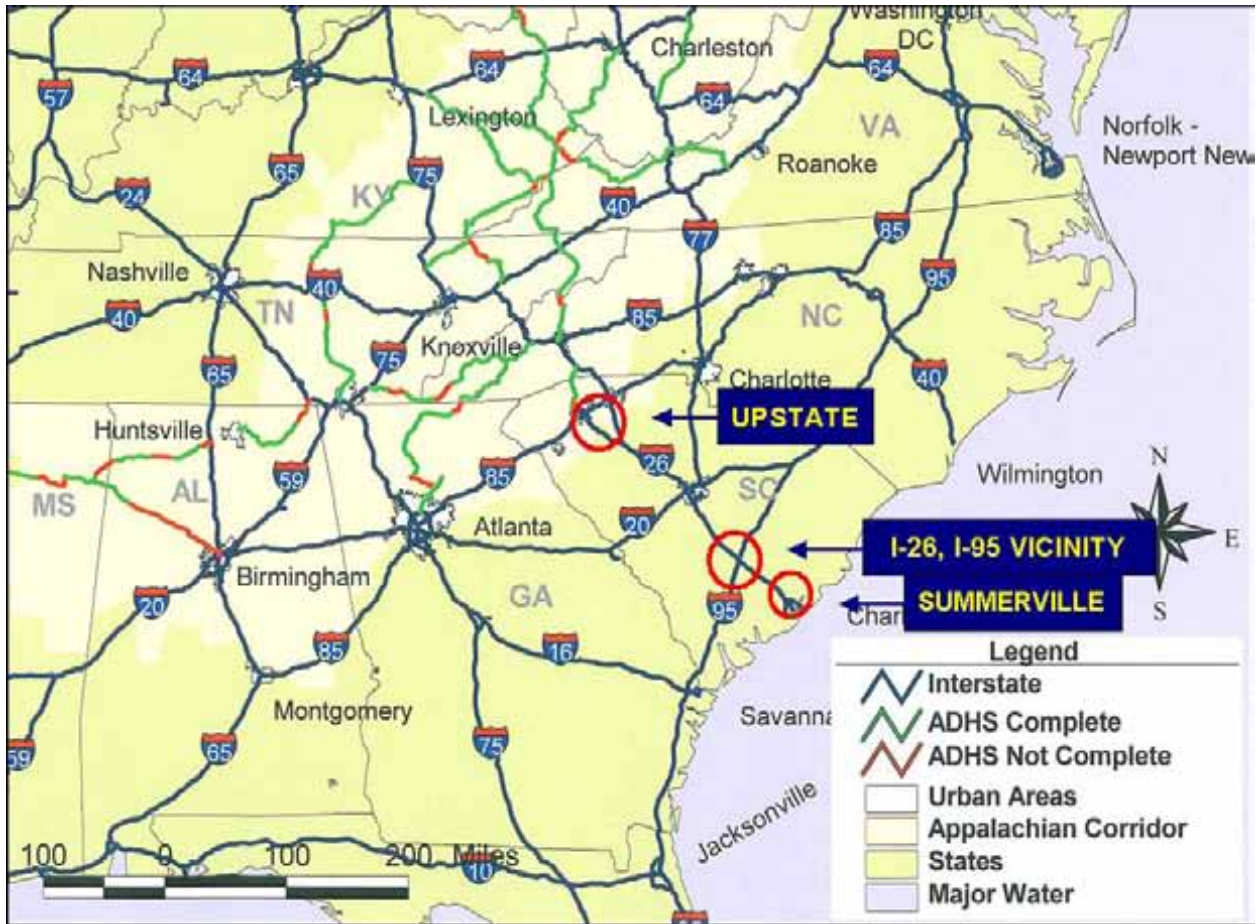 Washington
DC
Charleston
64
64
64
57
64
Lexington
VA
Norfolk -
Newport New
65
75
Roanoke
24
KY
40
77
85
95
Nashville
40
TN
40
85
NC
75
Knoxville
65
Charlotte
40
UPSTATE
Huntsville
26
85
59
SC
Wilmington
N
MS
AL
20
Atlanta
I-26, I-95 VICINITY
E
Birmingham
GA
95
SUMMERVILLE
S
20
Char
85
16
Legend
Interstate
Montgomery
Savanna
ADHS Complete
59
65
75
ADHS Not Complete
Urban Areas
Jacksonville
Appalachian Corridor
100 0 100 200 Miles
10
States
Major Water